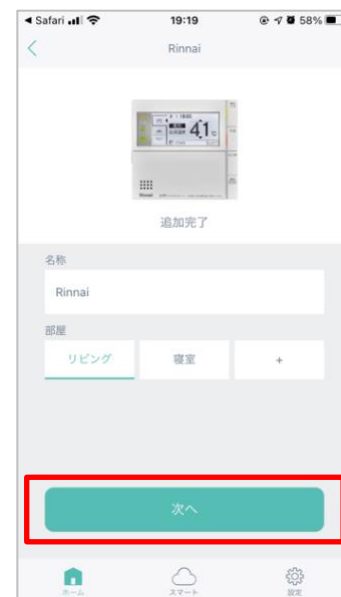 Safari 19:19 58%
Rinnai
41
追加完了
名称
Rinnai
部屋
リビング 寝室 +
次へ
ホーム スマート 設定